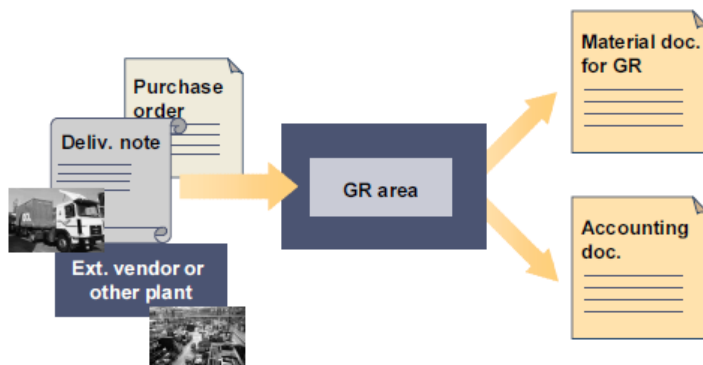 Purchase
order
Deliv. note
Ext. vendor or
other plant
GR area
Material doc.
for GR
Accounting
doc.